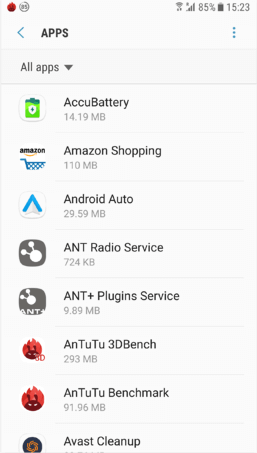 85 85% 15:23
APPS
All apps
AccuBattery
14.19 MB
amazon
Amazon Shopping
110 MB
Android Auto
29.59 MB
ANT Radio Service
724 KB
ANT+
ANT+ Plugins Service
9.89 MB
3D
AnTuTu 3DBench
293 MB
AnTuTu Benchmark
91.96 MB
Avast Cleanup